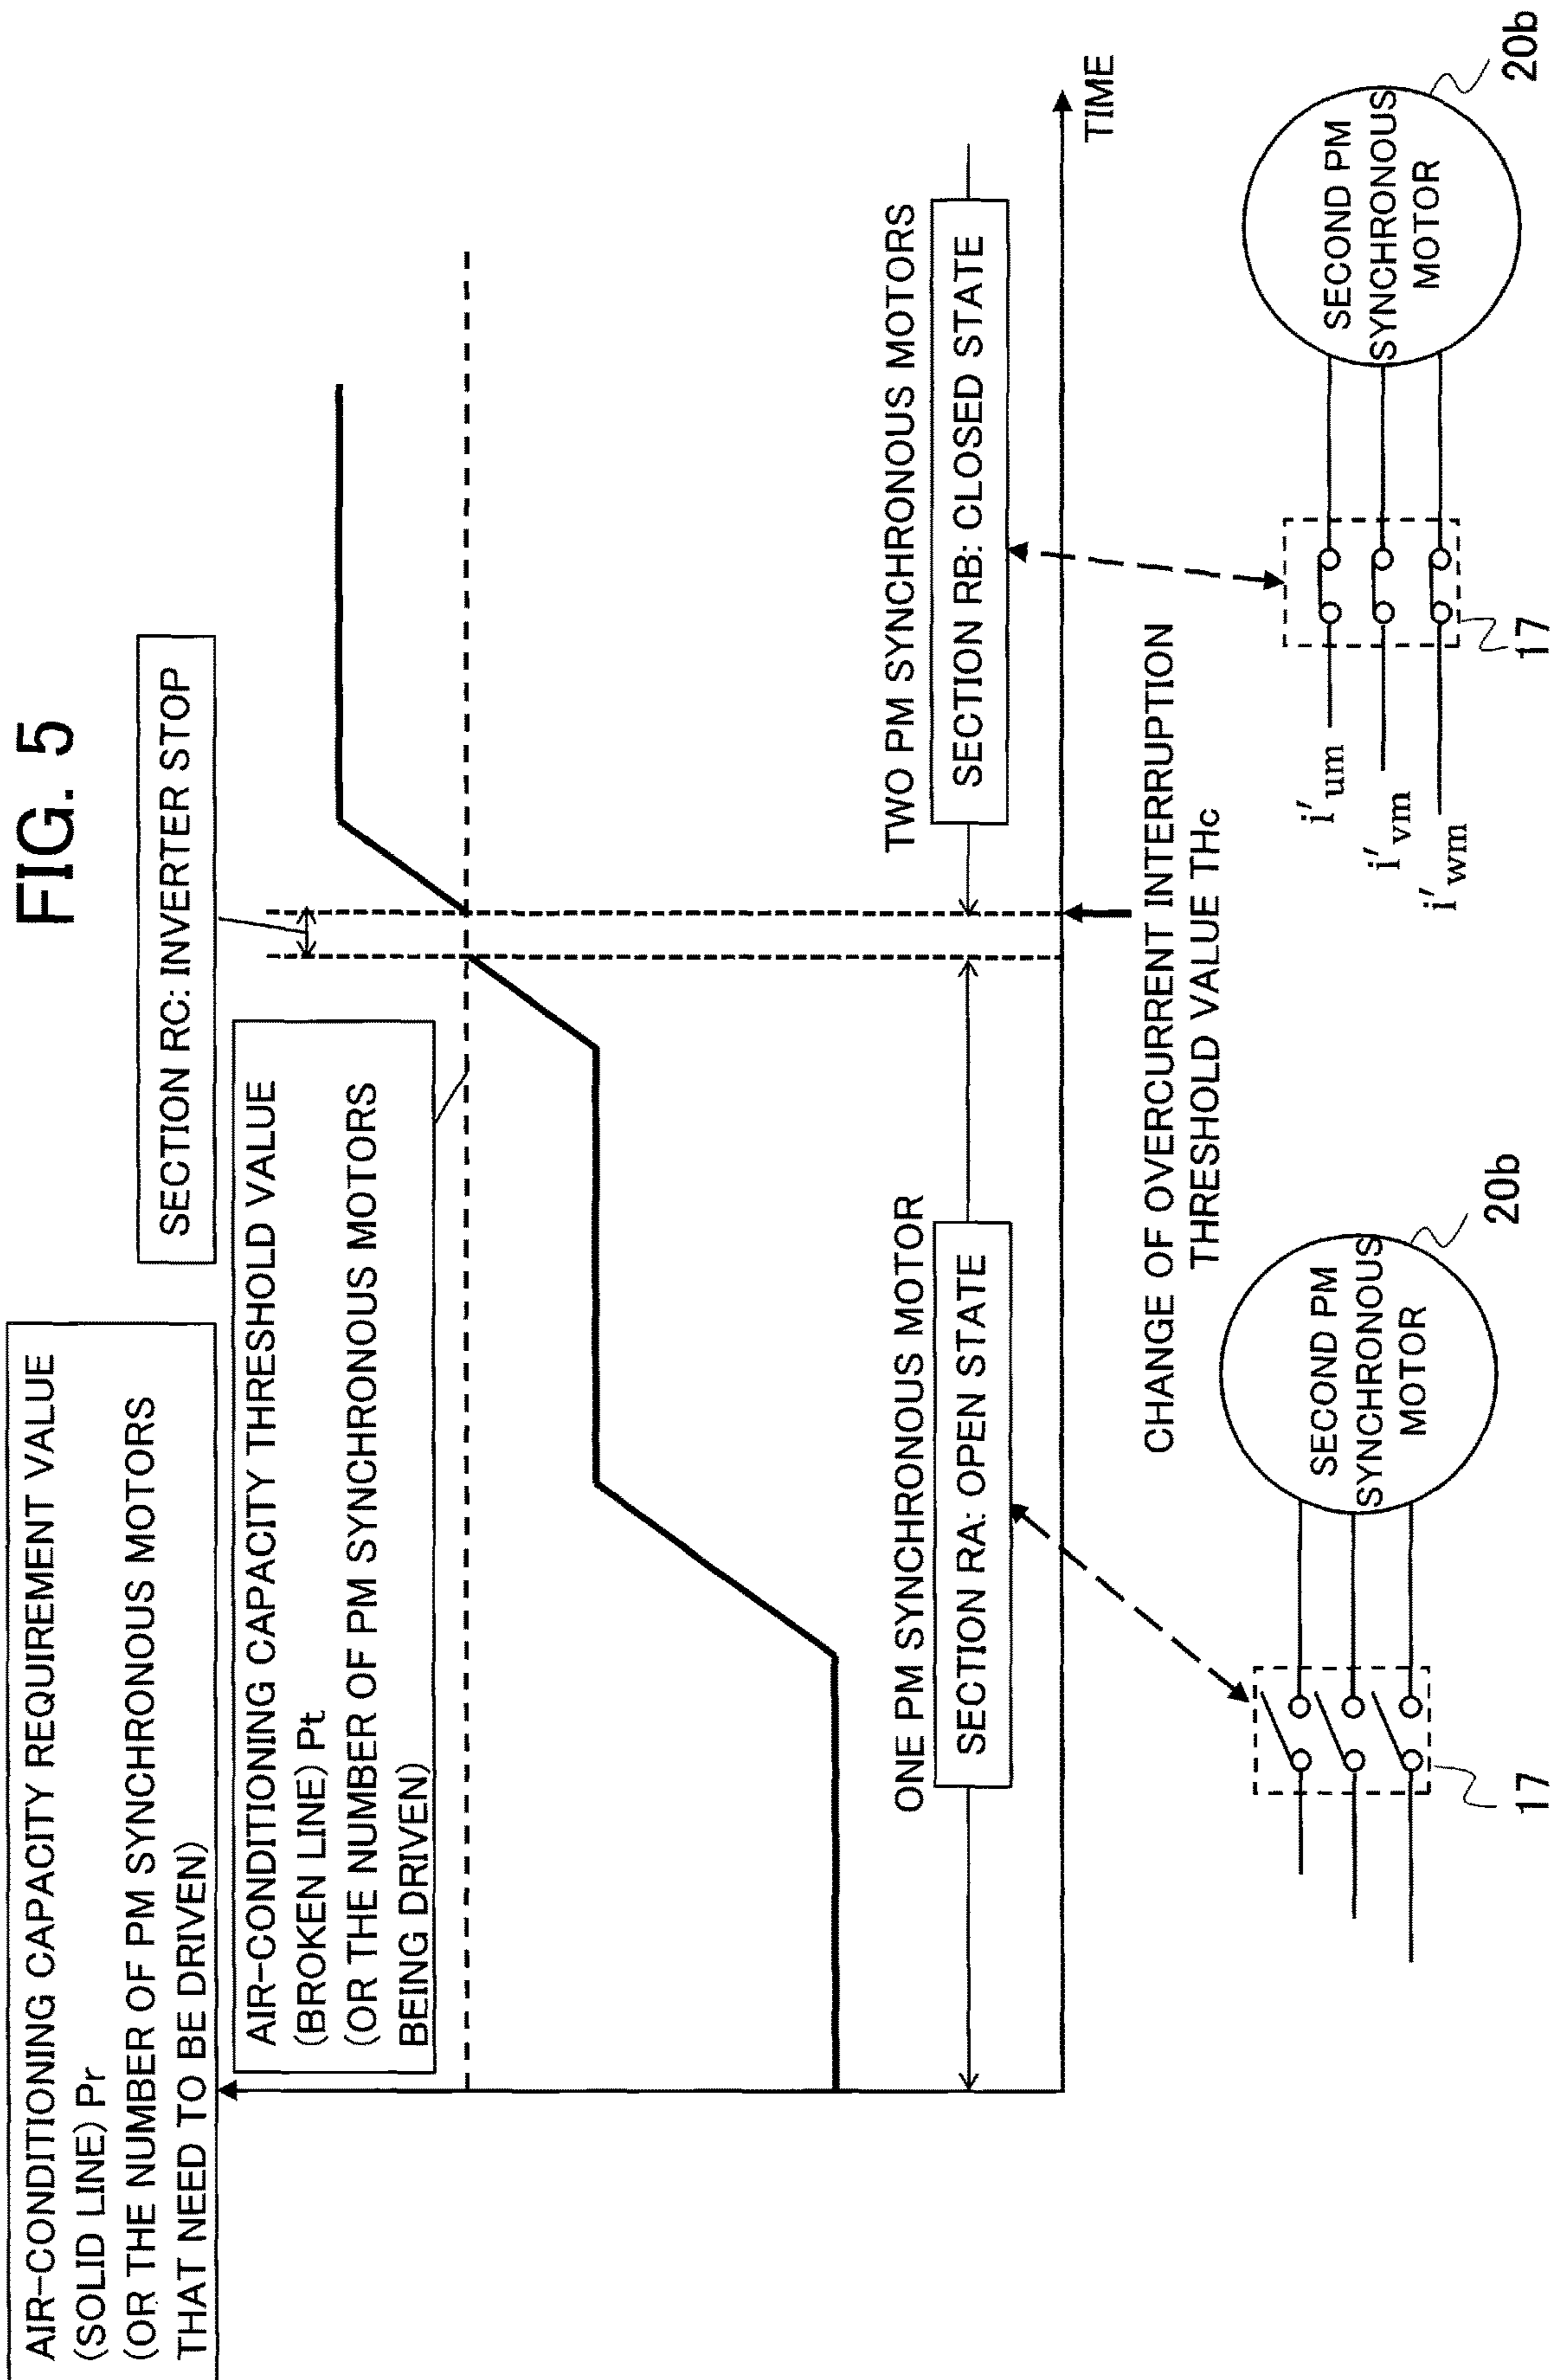 FIG. 5
AIR-CONDITIONING CAPACITY REQUIREMENT VALUE
(SOLID LINE) Pr
(OR THE NUMBER OF PM SYNCHRONOUS MOTORS
THAT NEED TO BE DRIVEN)
SECTION RC: INVERTER STOP
AIR-CONDITIONING CAPACITY THRESHOLD VALUE
(BROKEN LINE) Pt
(OR THE NUMBER OF PM SYNCHRONOUS MOTORS
BEING DRIVEN)
ONE PM SYNCHRONOUS MOTOR
SECTION RA: OPEN STATE
TWO PM SYNCHRONOUS MOTORS
SECTION RB: CLOSED STATE
TIME
CHANGE OF OVERCURRENT INTERRUPTION
THRESHOLD VALUE THc
17
SECOND PM
SYNCHRONOUS
MOTOR
20b
i'um
i'vm
i'wm
17
SECOND PM
SYNCHRONOUS
MOTOR
20b